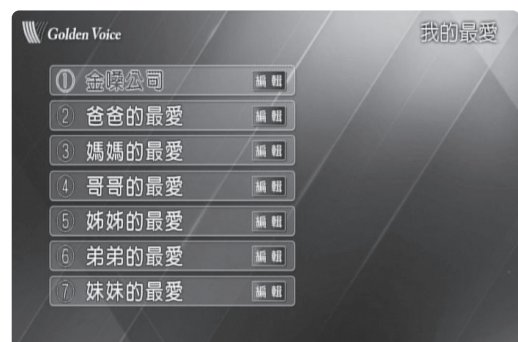 Golden Voice
我的最愛
① 金嗓公司 編輯
② 爸爸的最愛 編輯
③ 媽媽的最愛 編輯
④ 哥哥的最愛 編輯
⑤ 姊姊的最愛 編輯
⑥ 弟弟的最愛 編輯
⑦ 妹妹的最愛 編輯